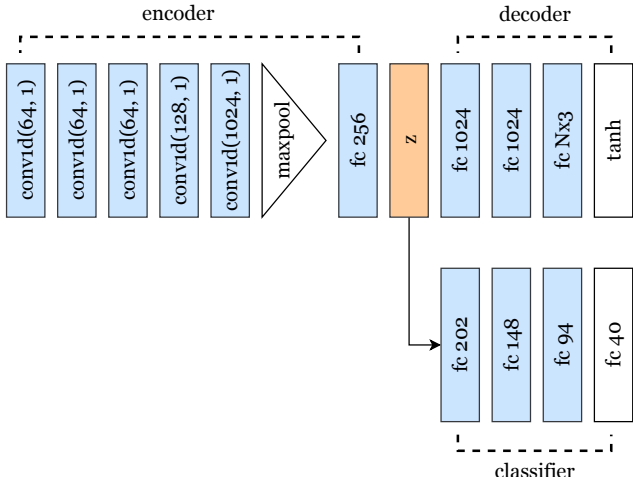 encoder
decoder
conv1d(64, 1)
conv1d(64, 1)
conv1d(64, 1)
conv1d(128, 1)
conv1d(1024, 1)
maxpool
fc 256
z
fc 1024
fc 1024
fc Nx3
tanh
fc 202
fc 148
fc 94
fc 40
classifier